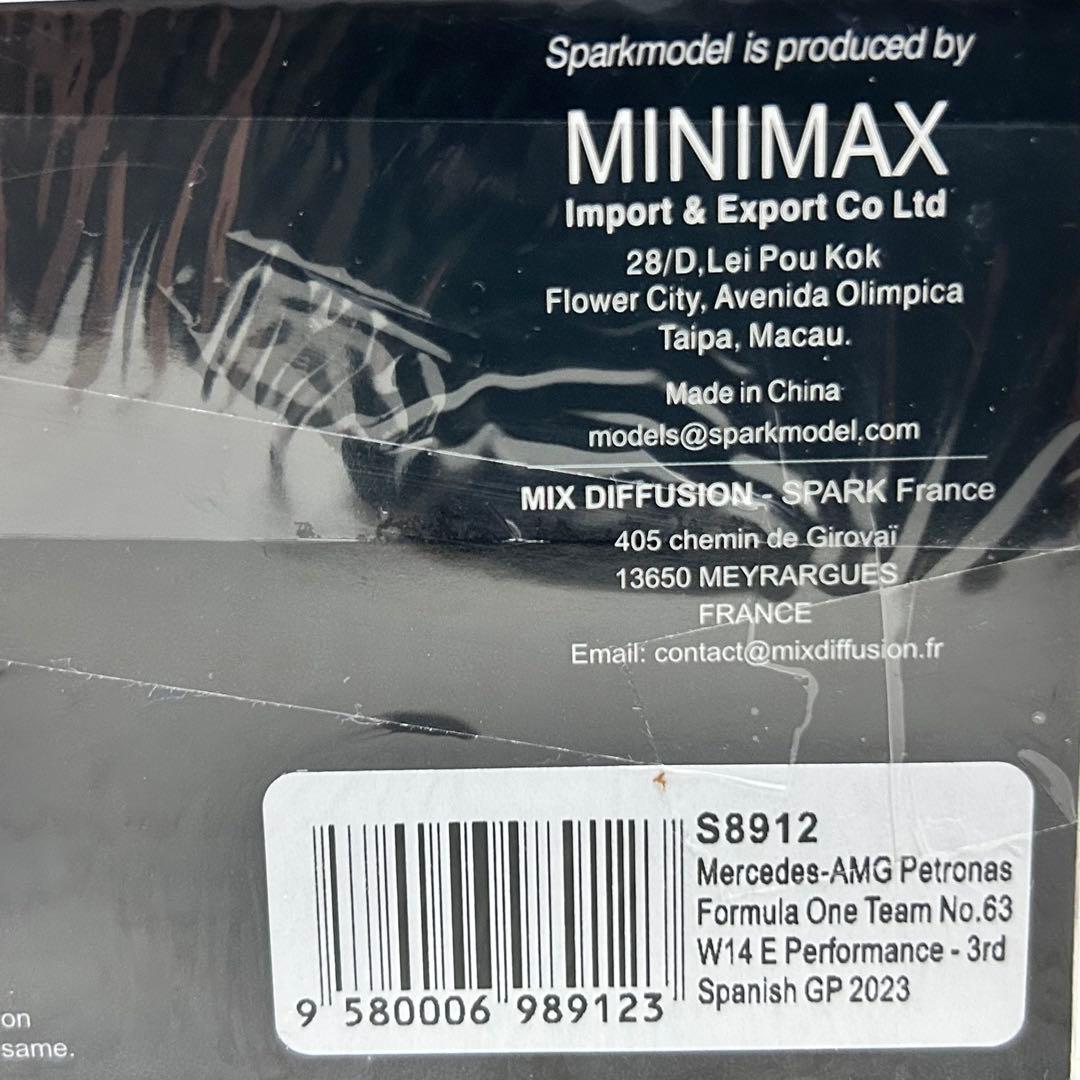 Sparkmodel is produced by
MINIMAX
Import & Export Co Ltd
28/D,Lei Pou Kok
Flower City, Avenida Olimpica
Taipa, Macau.
Made in China
models@sparkmodel.com
MIX DIFFUSION - SPARK France
405 chemin de Girovaï
13650 MEYRARGUES
FRANCE
Email: contact@mixdiffusion.fr
S8912
Mercedes-AMG Petronas
Formula One Team No.63
W14 E Performance - 3rd
Spanish GP 2023
9 580006 989123
on
same.